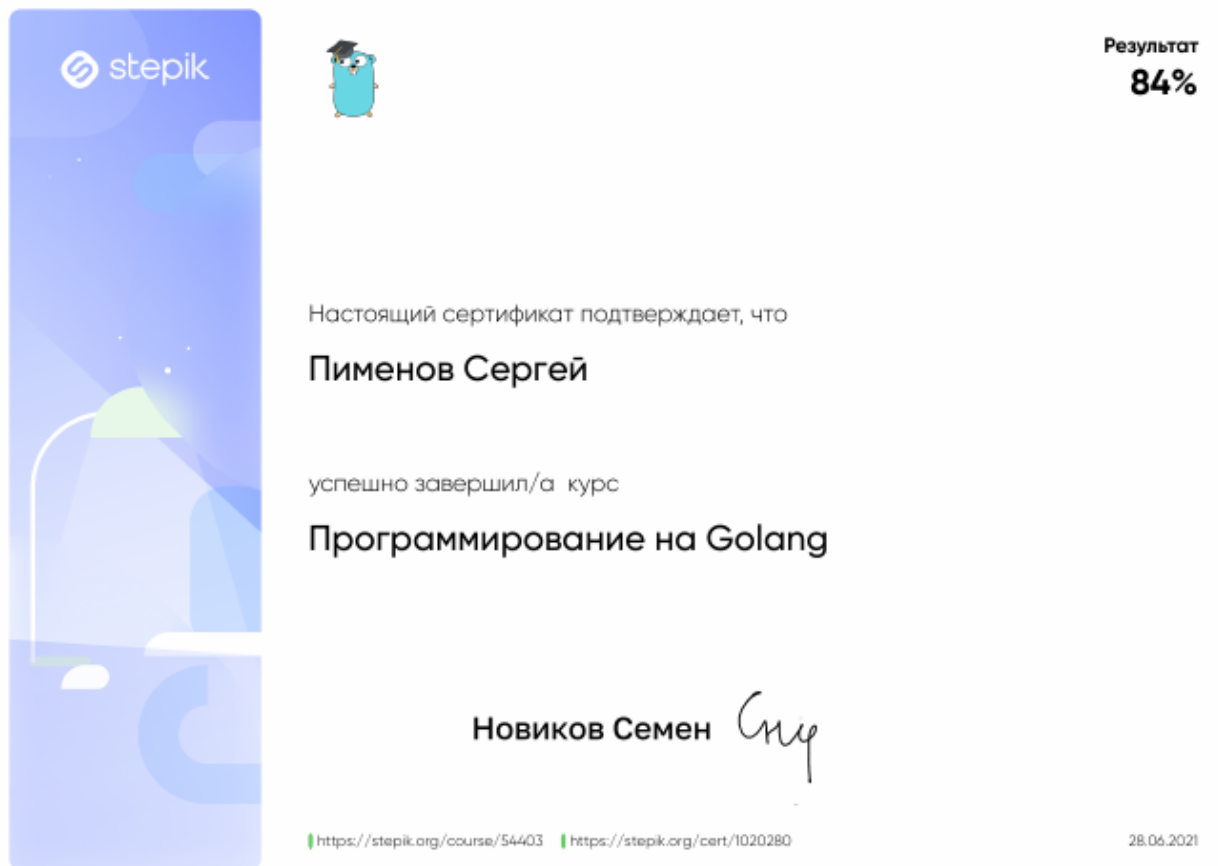 stepik
Результат
84%
Настоящий сертификат подтверждает, что
Пименов Сергей
успешно завершил/а курс
Программирование на Golang
Новиков Семен
https://stepik.org/course/54403 https://stepik.org/cert/1020280
28.06.2021